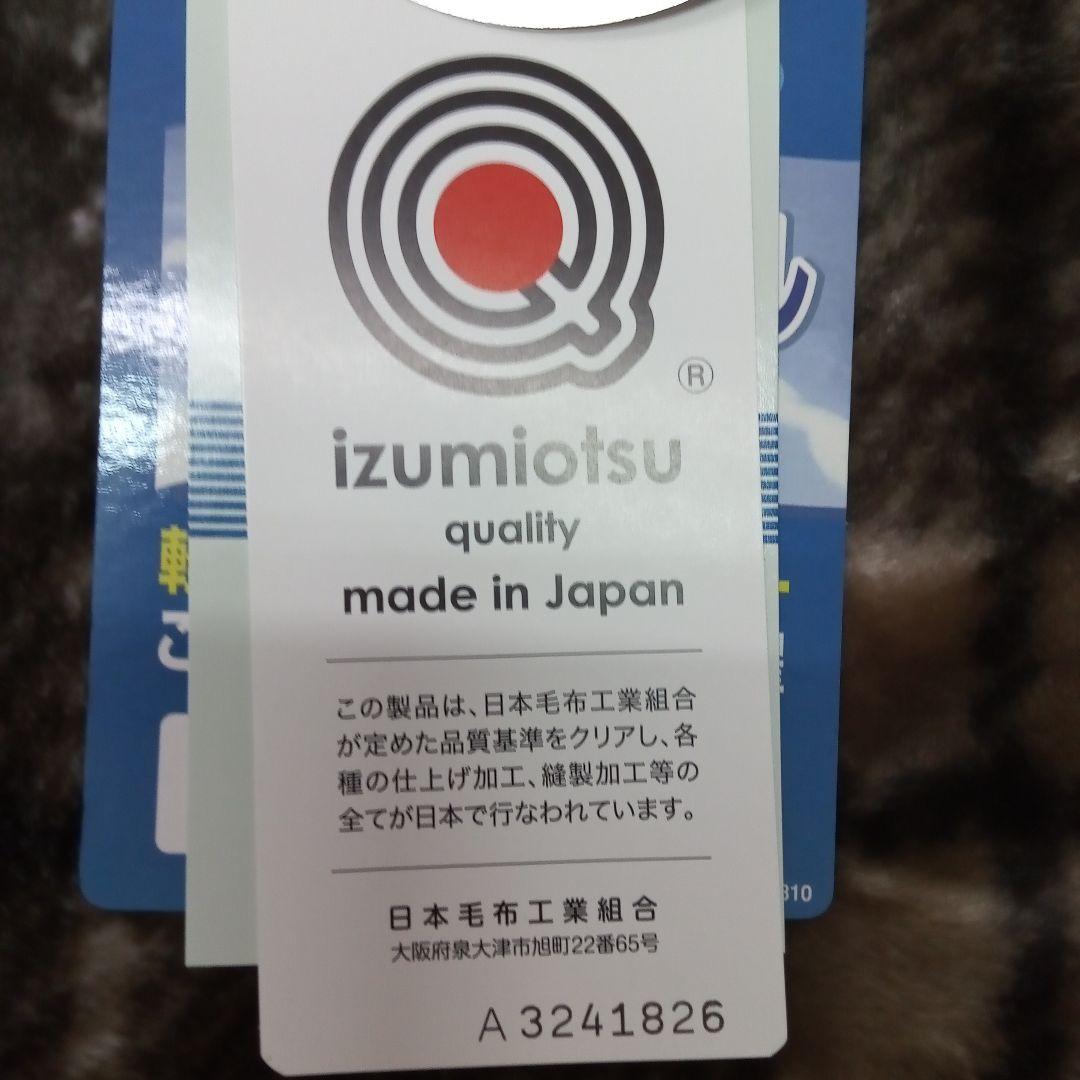 ®
izumiotsu
quality
made in Japan
この製品は、日本毛布工業組合
が定めた品質基準をクリアし、各
種の仕上げ加工、縫製加工等の
全てが日本で行なわれています。
日本毛布工業組合
大阪府泉大津市旭町22番65号
A3241826
310